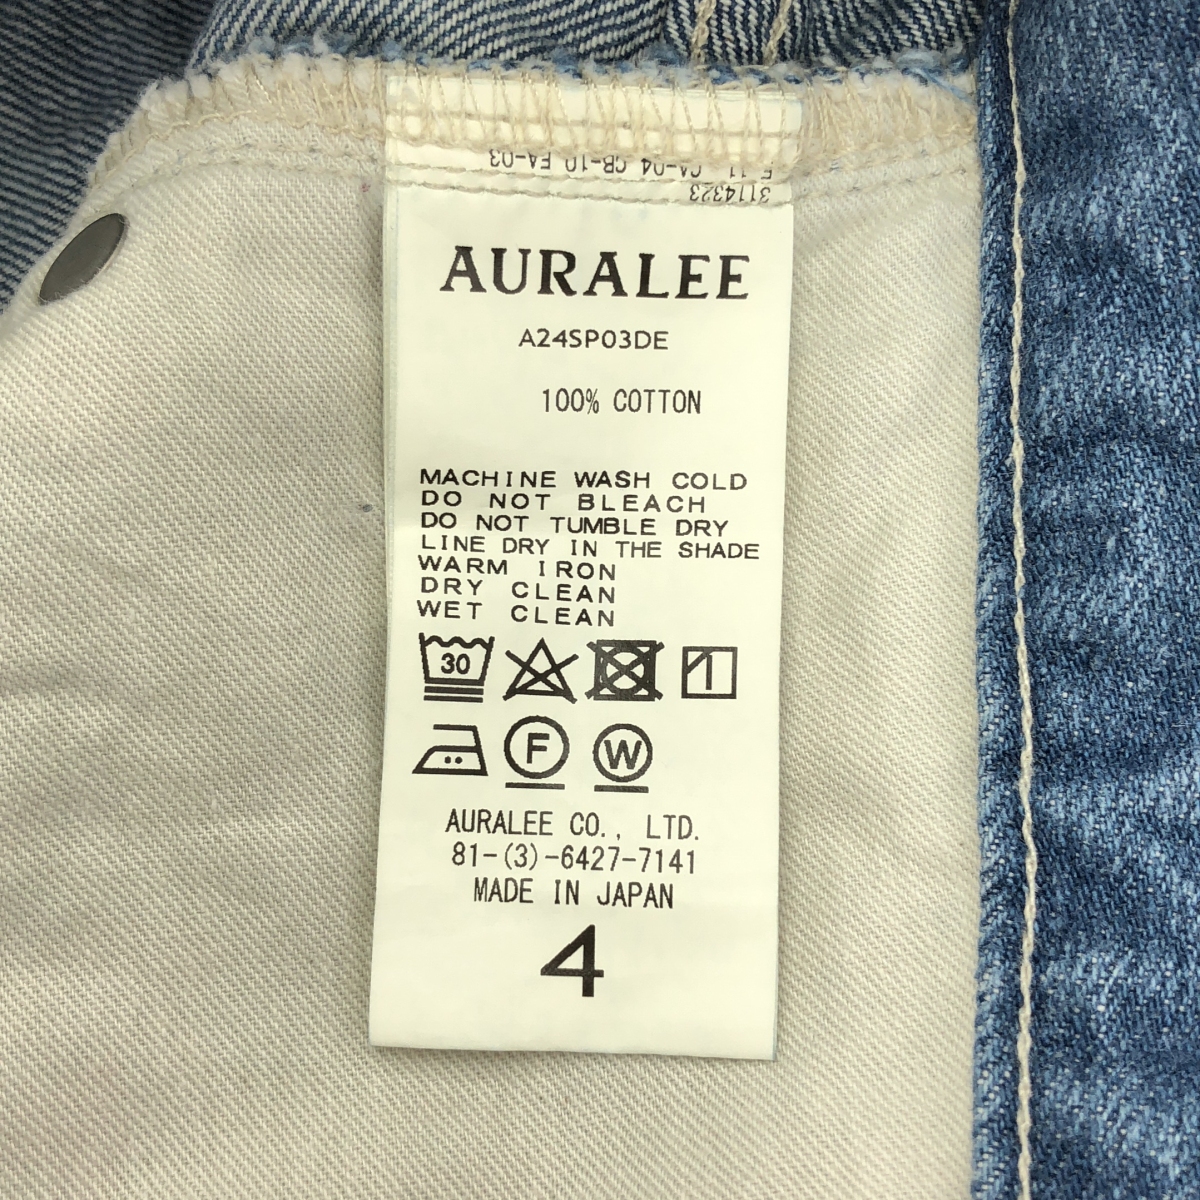 CA-04 CB-10 FA-03
3114323
AURALEE
A24SP03DE
100% COTTON
MACHINE WASH COLD
DO NOT BLEACH
DO NOT TUMBLE DRY
LINE DRY IN THE SHADE
WARM IRON
DRY CLEAN
WET CLEAN
30
F W
AURALEE CO., LTD.
81-(3)-6427-7141
MADE IN JAPAN
4